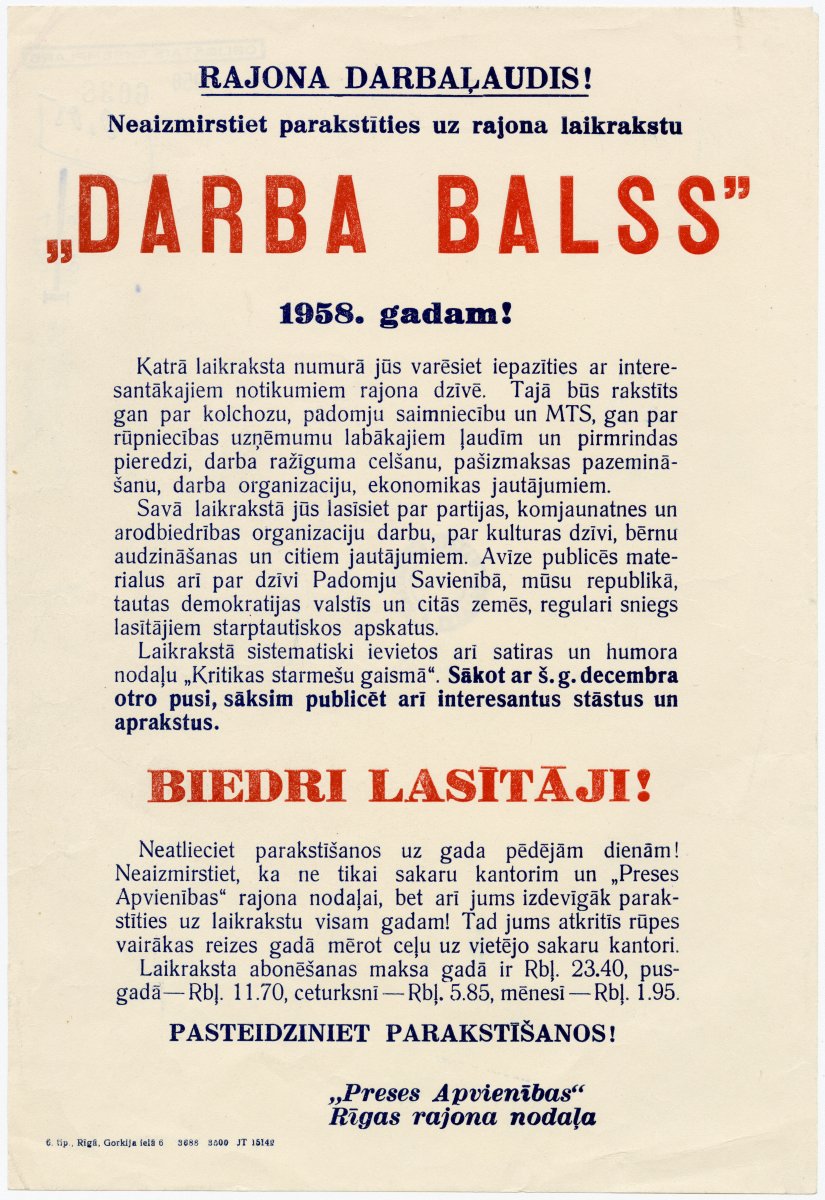 RAJONA DARBAĻAUDIS!
Neaizmirstiet parakstīties uz rajona laikrakstu
„DARBA BALSS”
1958. gadam!
Katrā laikraksta numurā jūs varēsiet iepazīties ar intere-
santākajiem notikumiem rajona dzīvē. Tajā būs rakstīts
gan par kolchozu, padomju saimniecību un MTS, gan par
rūpniecības uzņēmumu labākajiem ļaudīm un pirmrindas
pieredzi, darba ražīguma celšanu, pašizmaksas pazeminā-
šanu, darba organizaciju, ekonomikas jautājumiem.
Savā laikrakstā jūs lasīsiet par partijas, komjaunatnes un
arodbiedrības organizaciju darbu, par kulturas dzīvi, bērnu
audzināšanas un citiem jautājumiem. Avīze publicēs mate-
rialus arī par dzīvi Padomju Savienībā, mūsu republikā,
tautas demokratijas valstīs un citās zemēs, regulari sniegs
lasītājiem starptautiskos apskatus.
Laikrakstā sistematiski ievietos arī satiras un humora
nodaļu „Kritikas starmešu gaismā“. Sākot ar š. g. decembra
otro pusi, sāksim publicēt arī interesantus stāstus un
aprakstus.
BIEDRI LASĪTĀJI!
Neatlieciet parakstīšanos uz gada pēdējām dienām!
Neaizmirstiet, ka ne tikai sakaru kantorim un „Preses
Apvienības“ rajona nodaļai, bet arī jums izdevīgāk parak-
stīties uz laikrakstu visam gadam! Tad jums atkritīs rūpes
vairākas reizes gadā mērot ceļu uz vietējo sakaru kantori.
Laikraksta abonēšanas maksa gadā ir Rbļ. 23.40, pus-
gadā—Rbļ. 11.70, ceturksnī—Rbļ. 5.85, mēnesī—Rbļ. 1.95.
PASTEIDZINIET PARAKSTĪŠANOS!
„Preses Apvienības“
Rīgas rajona nodaļa
6. tip., Rīgā, Gorkija ielā 6 3688 3500 JT 15142